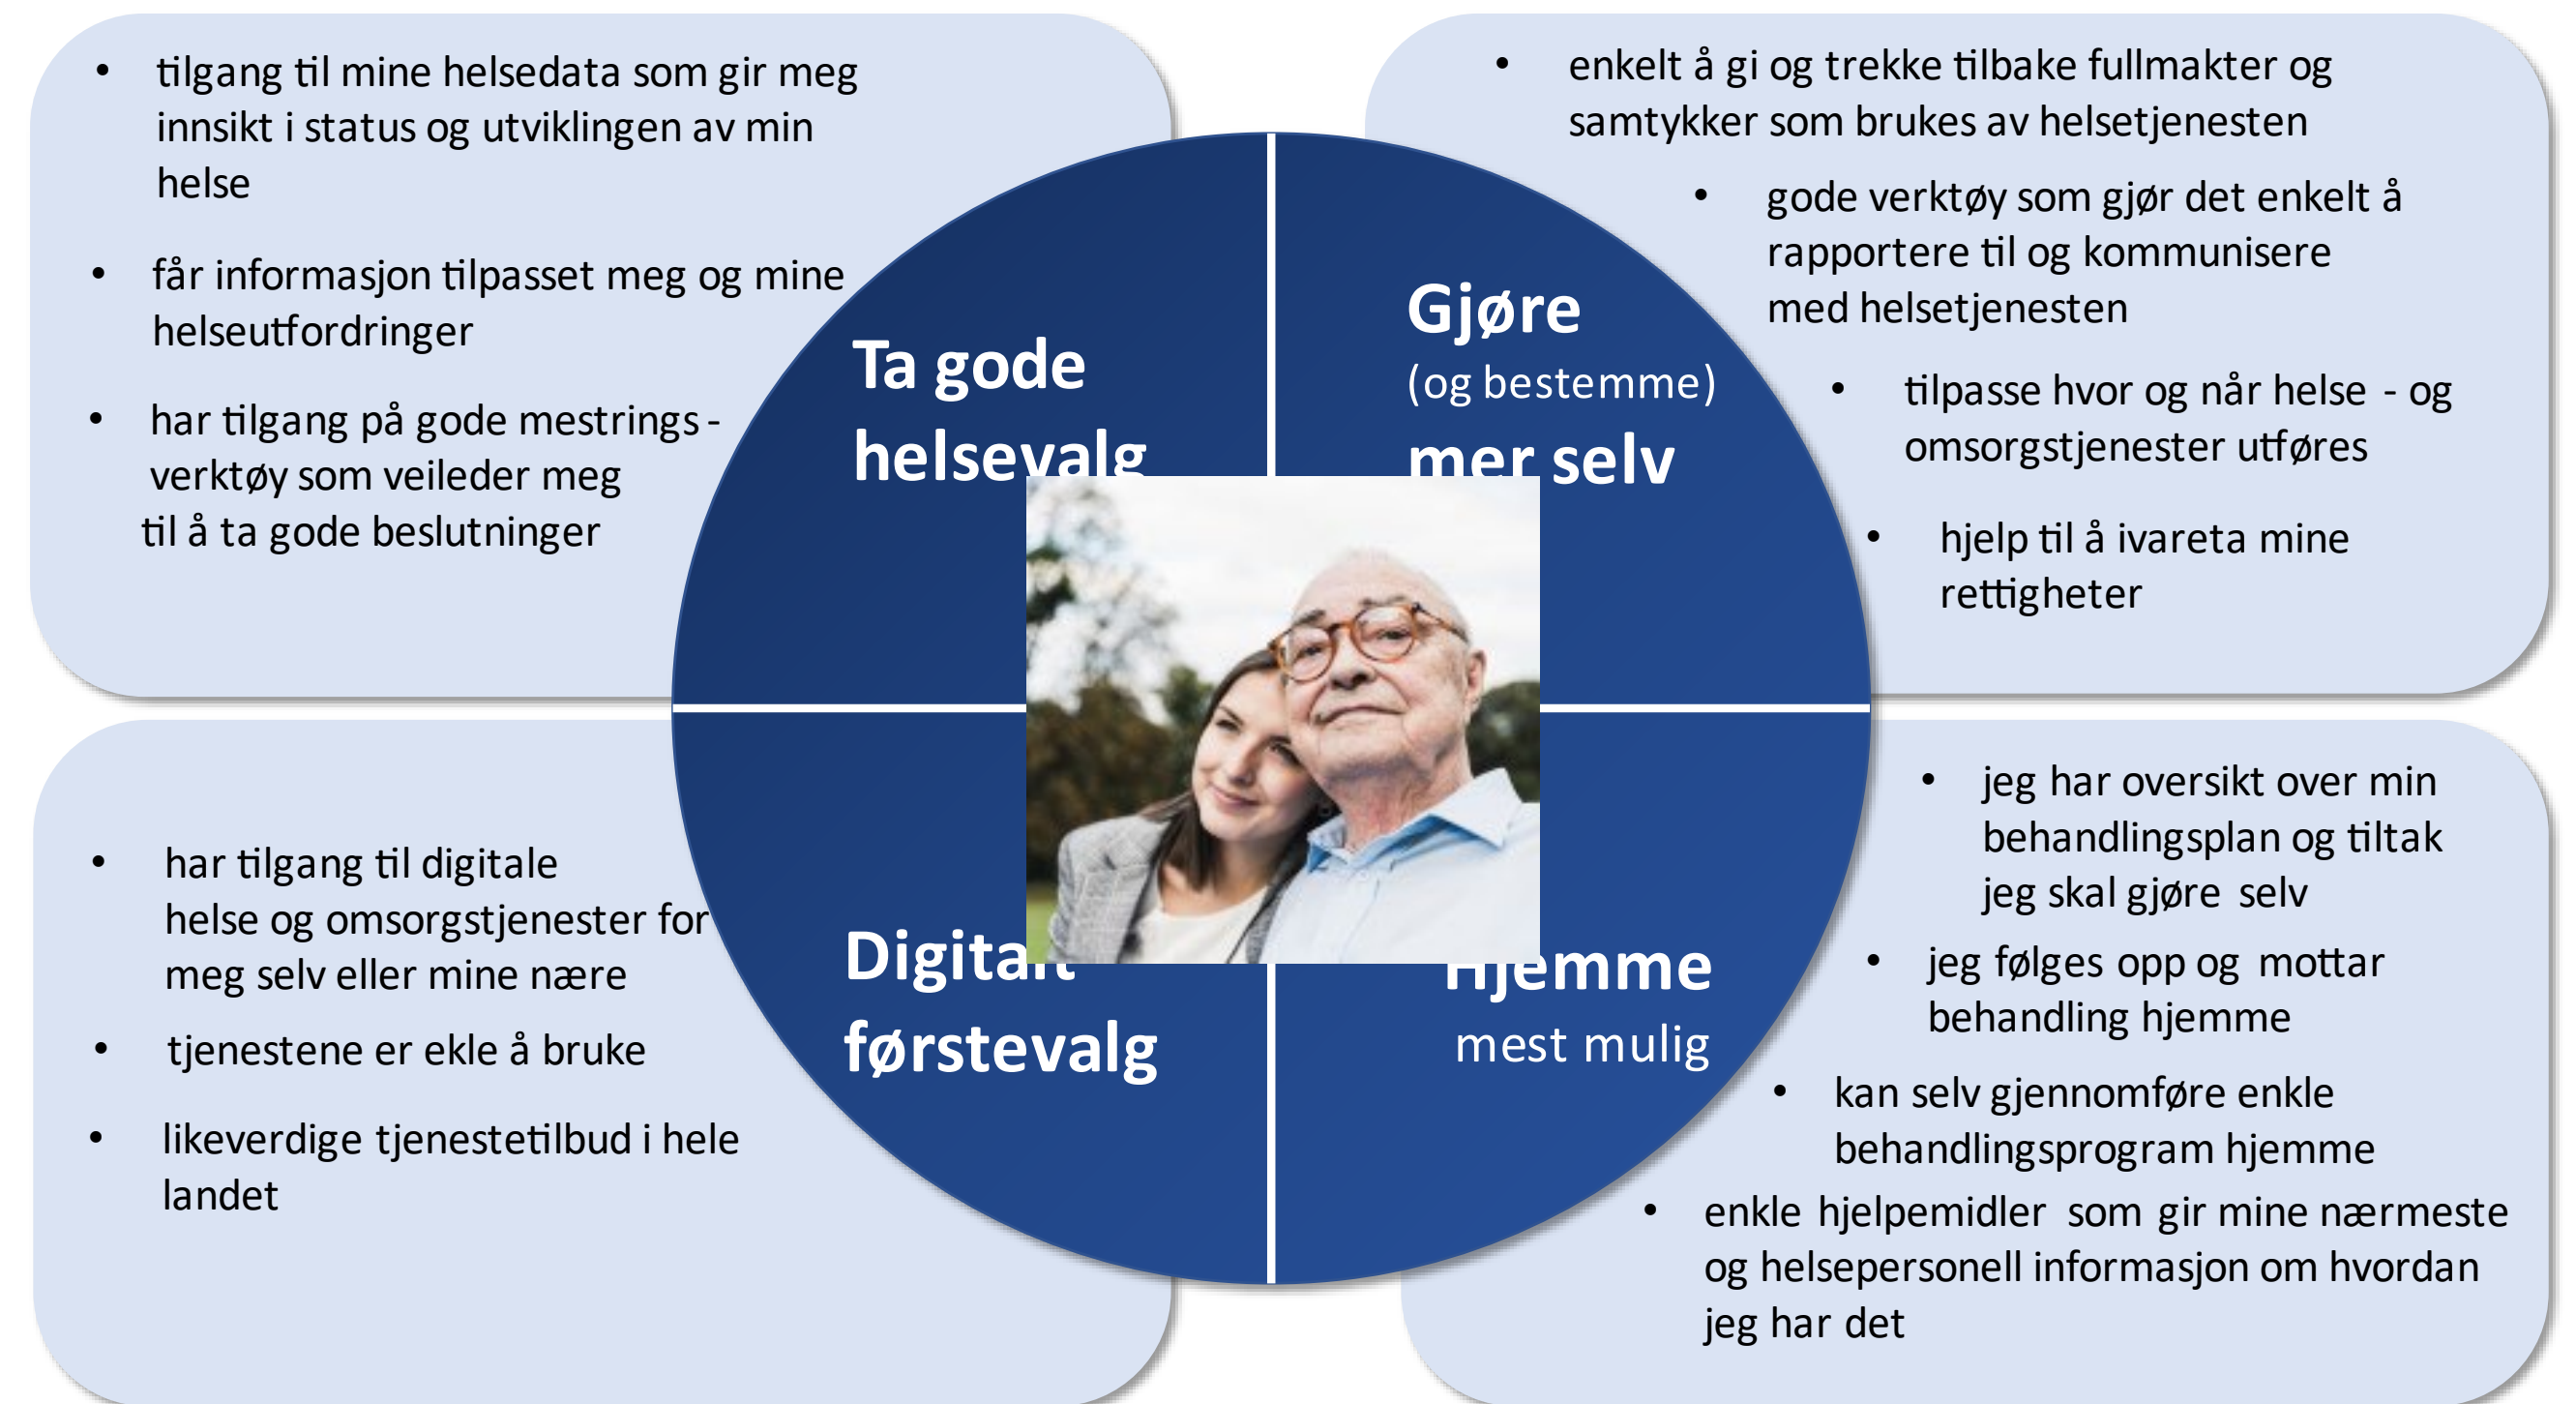 • tilgang til mine helsedata som gir meg
innsikt i status og utviklingen av min
helse
• får informasjon tilpasset meg og mine
helseutfordringer
• har tilgang på gode mestrings -
verktøy som veileder meg
til å ta gode beslutninger
Ta gode
helsevalg
Gjøre
(og bestemme)
mer selv
• enkelt å gi og trekke tilbake fullmakter og
samtykker som brukes av helsetjenesten
• gode verktøy som gjør det enkelt å
rapportere til og kommunisere
med helsetjenesten
• tilpasse hvor og når helse - og
omsorgstjenester utføres
• hjelp til å ivareta mine
rettigheter
• har tilgang til digitale
helse og omsorgstjenester for
meg selv eller mine nære
• tjenestene er ekle å bruke
• likeverdige tjenestetilbud i hele
landet
Digitalt
førstevalg
Hjemme
mest mulig
• jeg har oversikt over min
behandlingsplan og tiltak
jeg skal gjøre selv
• jeg følges opp og mottar
behandling hjemme
• kan selv gjennomføre enkle
behandlingsprogram hjemme
• enkle hjelpemidler som gir mine nærmeste
og helsepersonell informasjon om hvordan
jeg har det